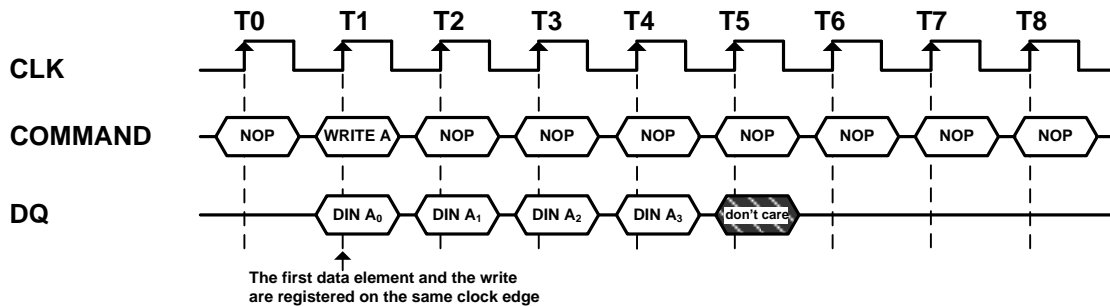 T0 T1 T2 T3 T4 T5 T6 T7 T8
CLK
COMMAND NOP WRITE A NOP NOP NOP NOP NOP NOP NOP
DQ DIN A₀ DIN A₁ DIN A₂ DIN A₃ don't care
The first data element and the write
are registered on the same clock edge